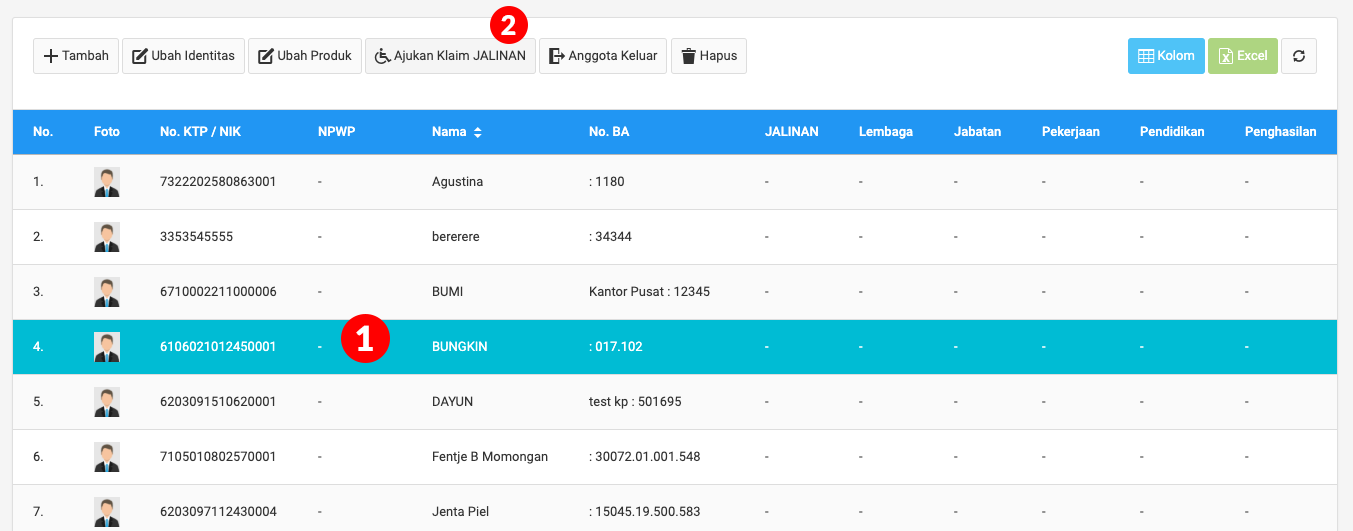 2
Tambah Ubah Identitas Ubah Produk Ajukan Klaim JALINAN Anggota Keluar Hapus Kolom Excel
No. Foto No. KTP / NIK NPWP Nama No. BA JALINAN Lembaga Jabatan Pekerjaan Pendidikan Penghasilan
1. 7322202580863001 - Agustina : 1180 - - - - - -
2. 3353545555 - bererere : 34344 - - - - - -
3. 6710002211000006 - BUMI Kantor Pusat : 12345 - - - - - -
4. 6106021012450001 - 1 BUNGKIN : 017.102 - - - - - -
5. 6203091510620001 - DAYUN test kp : 501695 - - - - - -
6. 7105010802570001 - Fentje B Momongan : 30072.01.001.548 - - - - - -
7. 6203097112430004 - Jenta Piel : 15045.19.500.583 - - - - - -